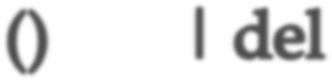 () | del